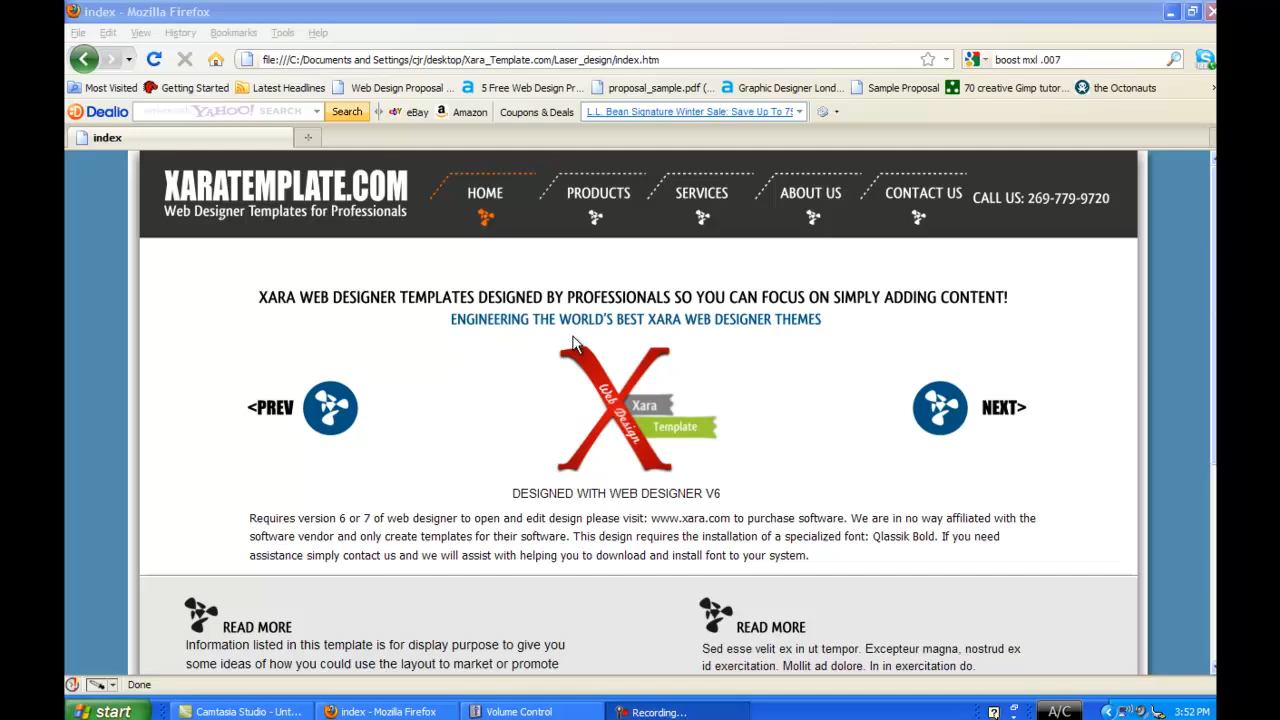 index - Mozilla Firefox
File Edit View History Bookmarks Tools Help
file:///C:/Documents and Settings/cjr/desktop/Xara_Template.com/Laser_design/index.htm
boost mxl .007
Most Visited Getting Started Latest Headlines Web Design Proposal ... 5 Free Web Design Pr... proposal_sample.pdf (... Graphic Designer Lond... Sample Proposal 70 creative Gimp tutor... the Octonauts
Dealio YAHOO! SEARCH Search eBay Amazon Coupons & Deals L.L. Bean Signature Winter Sale: Save Up To 75
index
XARATEMPLATE.COM
Web Designer Templates for Professionals
HOME PRODUCTS SERVICES ABOUT US CONTACT US CALL US: 269-779-9720
XARA WEB DESIGNER TEMPLATES DESIGNED BY PROFESSIONALS SO YOU CAN FOCUS ON SIMPLY ADDING CONTENT!
ENGINEERING THE WORLD'S BEST XARA WEB DESIGNER THEMES
<PREV
Web Design
Xara
Template
NEXT>
DESIGNED WITH WEB DESIGNER V6
Requires version 6 or 7 of web designer to open and edit design please visit: www.xara.com to purchase software. We are in no way affiliated with the
software vendor and only create templates for their software. This design requires the installation of a specialized font: Qlassik Bold. If you need
assistance simply contact us and we will assist with helping you to download and install font to your system.
READ MORE
Information listed in this template is for display purpose to give you
some ideas of how you could use the layout to market or promote
READ MORE
Sed esse velit ex in ut tempor. Excepteur magna, nostrud ex
id exercitation. Mollit ad dolore. In in exercitation do.
Done
start Camtasia Studio - Unt... index - Mozilla Firefox Volume Control Recording... A/C 3:52 PM